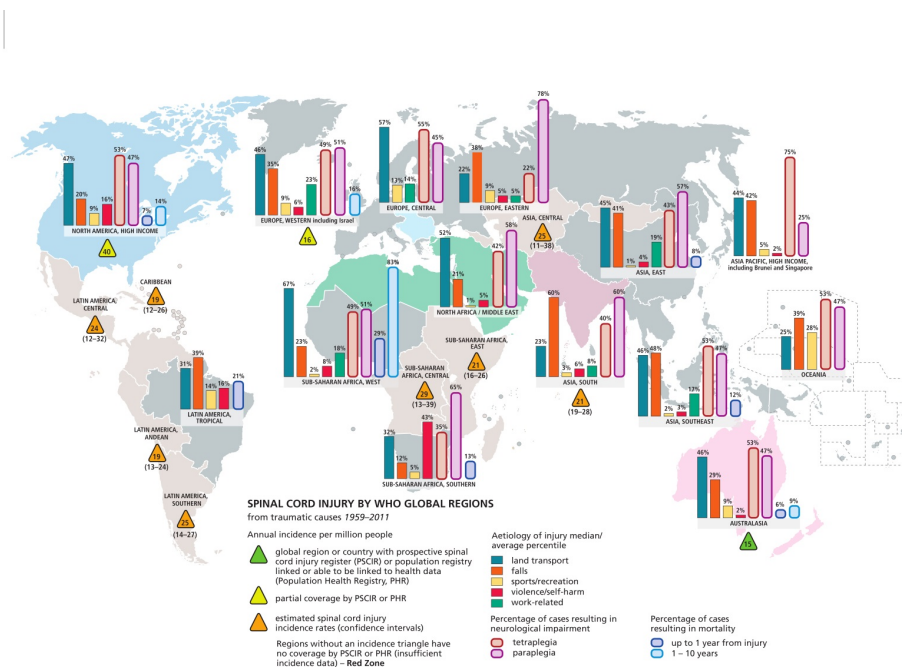 47%
20%
9%
16%
53%
47%
7%
14%
NORTH AMERICA, HIGH INCOME
40
46%
35%
9%
6%
23%
49%
51%
16%
EUROPE, WESTERN including Israel
16
57%
13%
14%
55%
45%
EUROPE, CENTRAL
22%
38%
9%
5%
5%
22%
78%
EUROPE, EASTERN
ASIA, CENTRAL
25
(11–38)
45%
41%
1%
4%
19%
43%
57%
8%
ASIA, EAST
44%
42%
5%
2%
75%
25%
ASIA PACIFIC, HIGH INCOME,
including Brunei and Singapore
CARIBBEAN
19
(12–26)
LATIN AMERICA,
CENTRAL
24
(12–32)
67%
23%
2%
8%
18%
49%
51%
29%
83%
SUB-SAHARAN AFRICA, WEST
52%
21%
1%
5%
42%
58%
NORTH AFRICA / MIDDLE EAST
SUB-SAHARAN AFRICA,
EAST
21
(16–26)
SUB-SAHARAN
AFRICA, CENTRAL
29
(13–39)
23%
60%
3%
6%
8%
40%
60%
ASIA, SOUTH
21
(19–28)
46%
48%
2%
3%
12%
53%
47%
12%
ASIA, SOUTHEAST
25%
39%
28%
53%
47%
OCEANIA
31%
39%
14%
16%
21%
LATIN AMERICA,
TROPICAL
LATIN AMERICA,
ANDEAN
19
(13–24)
LATIN AMERICA,
SOUTHERN
25
(14–27)
32%
12%
5%
43%
35%
65%
13%
SUB-SAHARAN AFRICA, SOUTHERN
46%
29%
9%
2%
53%
47%
6%
9%
AUSTRALASIA
15
SPINAL CORD INJURY BY WHO GLOBAL REGIONS
from traumatic causes 1959–2011
Annual incidence per million people
global region or country with prospective spinal
cord injury register (PSCIR) or population registry
linked or able to be linked to health data
(Population Health Registry, PHR)
partial coverage by PSCIR or PHR
estimated spinal cord injury
incidence rates (confidence intervals)
Regions without an incidence triangle have
no coverage by PSCIR or PHR (insufficient
incidence data) – Red Zone
Aetiology of injury median/
average percentile
land transport
falls
sports/recreation
violence/self-harm
work-related
Percentage of cases resulting in
neurological impairment
tetraplegia
paraplegia
Percentage of cases
resulting in mortality
up to 1 year from injury
1 – 10 years